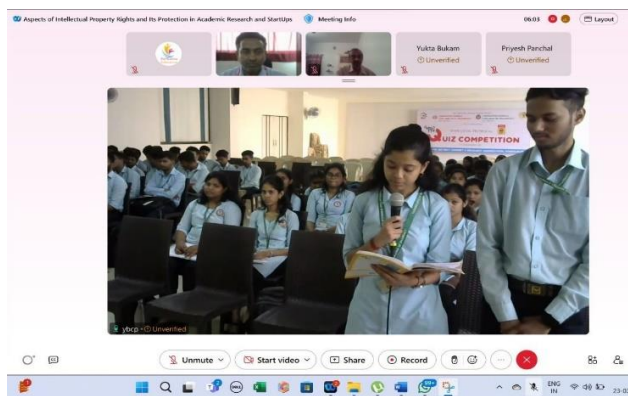 Aspects of Intellectual Property Rights and Its Protection in Academic Research and StartUps
Meeting Info
06:03
Layout
Yukta Bukam
Unverified
Priyesh Panchal
Unverified
QUIZ COMPETITION
ybcp - Unverified
Unmute
Start video
Share
Record
ENG
IN